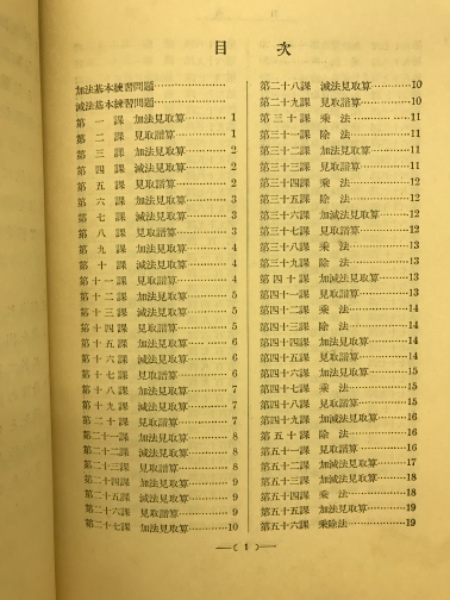 目 次
加法基本練習問題…………………
減法基本練習問題…………………
第一課 加法見取算………… 1
第二課 見取諳算………… 1
第三課 加法見取算………… 2
第四課 減法見取算………… 2
第五課 見取諳算………… 2
第六課 加法見取算………… 3
第七課 減法見取算………… 3
第八課 見取諳算………… 3
第九課 加法見取算………… 4
第十課 減法見取算………… 4
第十一課 見取諳算………… 4
第十二課 加法見取算………… 5
第十三課 減法見取算………… 5
第十四課 見取諳算………… 5
第十五課 加法見取算………… 6
第十六課 減法見取算………… 6
第十七課 見取諳算………… 6
第十八課 加法見取算………… 7
第十九課 減法見取算………… 7
第二十課 見取諳算………… 7
第二十一課 加法見取算………… 8
第二十二課 減法見取算………… 8
第二十三課 見取諳算………… 8
第二十四課 加法見取算………… 9
第二十五課 減法見取算………… 9
第二十六課 見取諳算………… 9
第二十七課 加法見取算………… 10
第二十八課 減法見取算………… 10
第二十九課 見取諳算………… 10
第三十課 乘法………… 11
第三十一課 除法………… 11
第三十二課 加法見取算………… 11
第三十三課 見取諳算………… 11
第三十四課 乘法………… 12
第三十五課 除法………… 12
第三十六課 加減法見取算………… 12
第三十七課 見取諳算………… 12
第三十八課 乘法………… 13
第三十九課 除法………… 13
第四十課 加減法見取算………… 13
第四十一課 見取諳算………… 13
第四十二課 乘法………… 14
第四十三課 除法………… 14
第四十四課 加減法見取算………… 14
第四十五課 見取諳算………… 14
第四十六課 加減法見取算………… 15
第四十七課 乘法………… 15
第四十八課 見取諳算………… 15
第四十九課 加減法見取算………… 16
第五十課 除法………… 16
第五十一課 見取諳算………… 16
第五十二課 加減法見取算………… 17
第五十三課 加減法見取算………… 18
第五十四課 乘法………… 18
第五十五課 加法見取算………… 19
第五十六課 乘除法………… 19
—( 1 )—